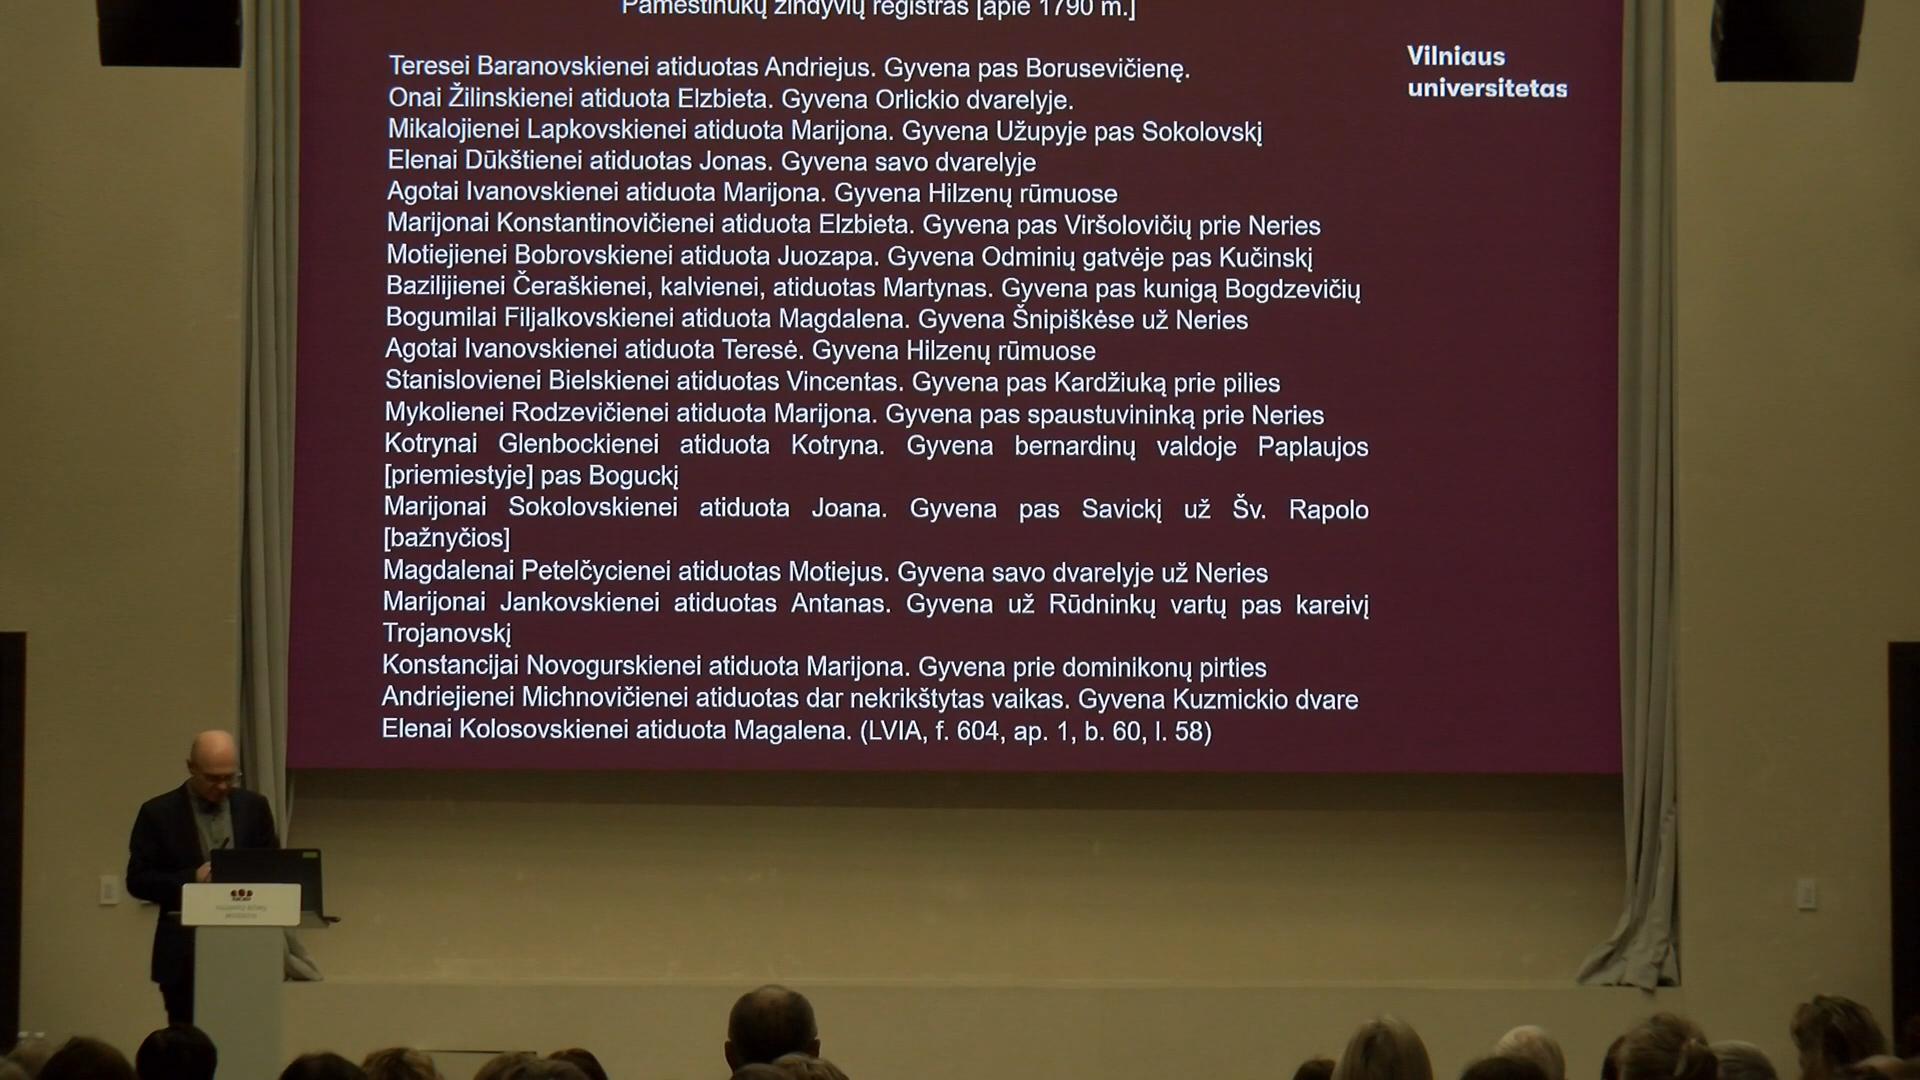 Pamestinukų žindyvių registras [apie 1790 m.]
Vilniaus
universitetas
Teresei Baranovskienei atiduotas Andriejus. Gyvena pas Borusevičienę.
Onai Žilinskienei atiduota Elzbieta. Gyvena Orlickio dvarelyje.
Mikalojienei Lapkovskienei atiduota Marijona. Gyvena Užupyje pas Sokolovskį
Elenai Dūkštienei atiduotas Jonas. Gyvena savo dvarelyje
Agotai Ivanovskienei atiduota Marijona. Gyvena Hilzenų rūmuose
Marijonai Konstantinovičienei atiduota Elzbieta. Gyvena pas Viršolovičių prie Neries
Motiejienei Bobrovskienei atiduota Juozapa. Gyvena Odminių gatvėje pas Kučinskį
Bazilijienei Čeraškienei, kalvienei, atiduotas Martynas. Gyvena pas kunigą Bogdzevičių
Bogumilai Filjalkovskienei atiduota Magdalena. Gyvena Šnipiškėse už Neries
Agotai Ivanovskienei atiduota Teresė. Gyvena Hilzenų rūmuose
Stanislovienei Bielskienei atiduotas Vincentas. Gyvena pas Kardžiuką prie pilies
Mykolienei Rodzevičienei atiduota Marijona. Gyvena pas spaustuvininką prie Neries
Kotrynai Glenbockienei atiduota Kotryna. Gyvena bernardinų valdoje Paplaujos
[priemiestyje] pas Boguckį
Marijonai Sokolovskienei atiduota Joana. Gyvena pas Savickį už Šv. Rapolo
[bažnyčios]
Magdalenai Petelčycienei atiduotas Motiejus. Gyvena savo dvarelyje už Neries
Marijonai Jankovskienei atiduotas Antanas. Gyvena už Rūdninkų vartų pas kareivį
Trojanovskį
Konstancijai Novogurskienei atiduota Marijona. Gyvena prie dominikonų pirties
Andriejienei Michnovičienei atiduotas dar nekrikštytas vaikas. Gyvena Kuzmickio dvare
Elenai Kolosovskienei atiduota Magalena. (LVIA, f. 604, ap. 1, b. 60, l. 58)